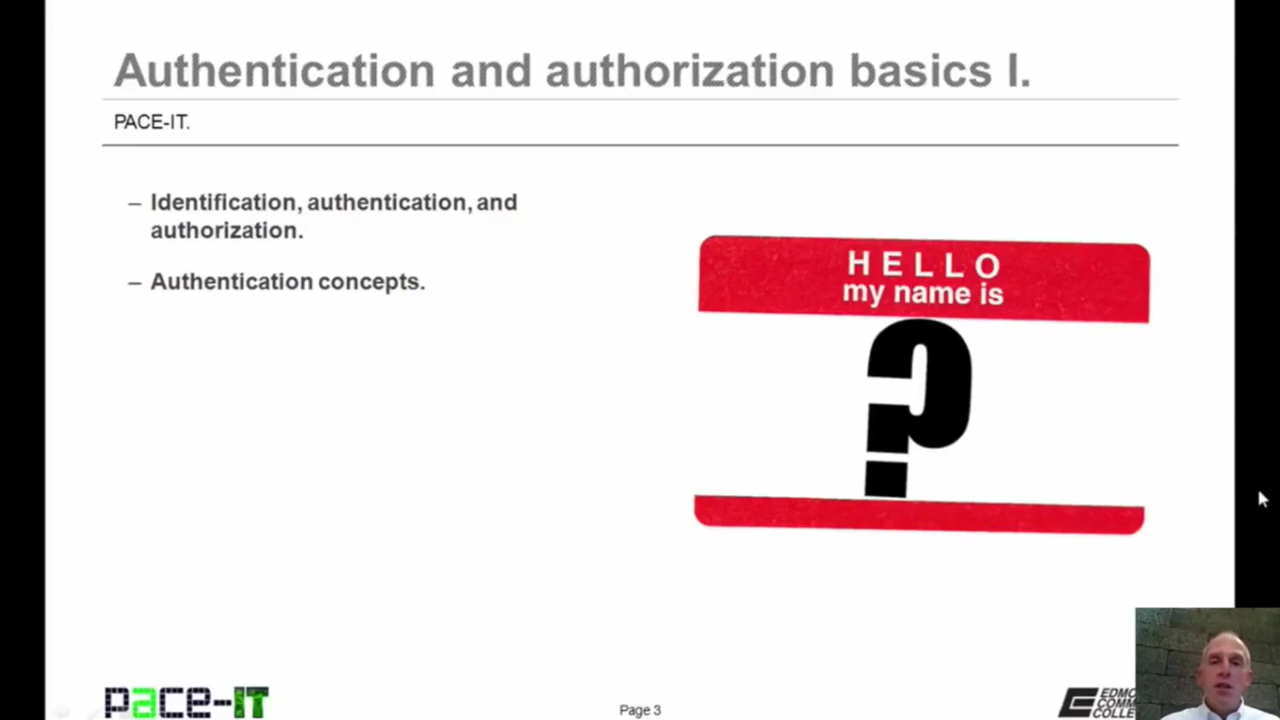 Authentication and authorization basics I.
PACE-IT.
– Identification, authentication, and
authorization.
– Authentication concepts.
HELLO
my name is
?
pace-IT
Page 3